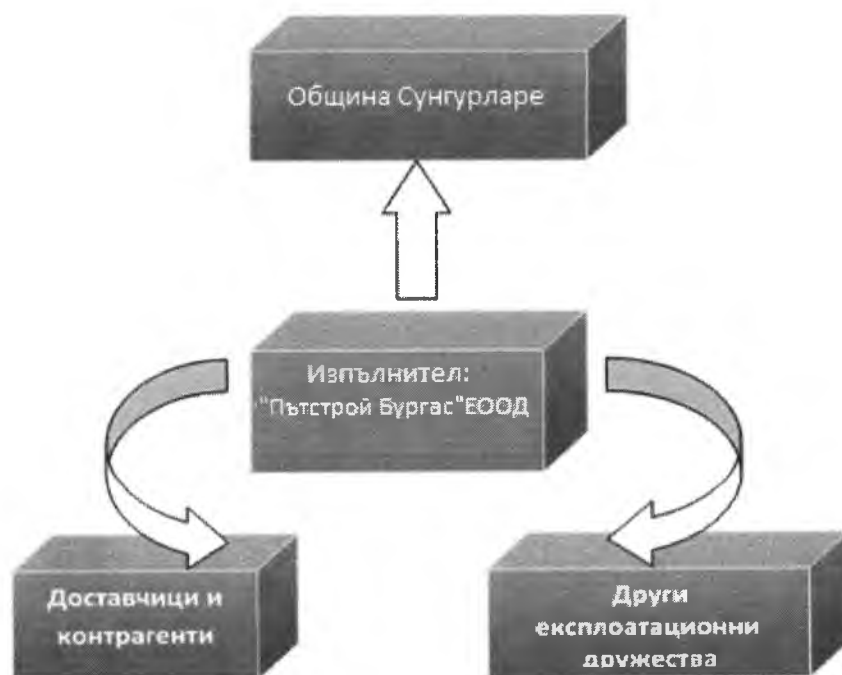 Община Сунгурларе
Изпълнител:
"Пътстрой Бургас"ЕООД
Доставчици и
контрагенти
Други
експлоатационни
дружества